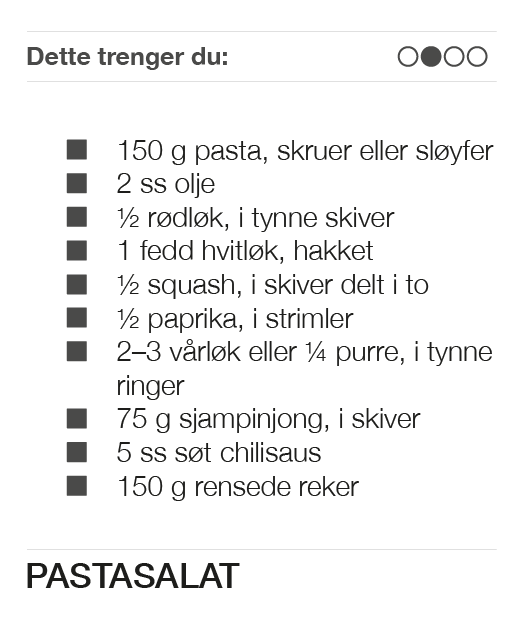 Dette trenger du:
150 g pasta, skruer eller sløyfer
2 ss olje
½ rødløk, i tynne skiver
1 fedd hvitløk, hakket
½ squash, i skiver delt i to
½ paprika, i strimler
2–3 vårløk eller ¼ purre, i tynne
ringer
75 g sjampinjong, i skiver
5 ss søt chilisaus
150 g rensede reker
PASTASALAT